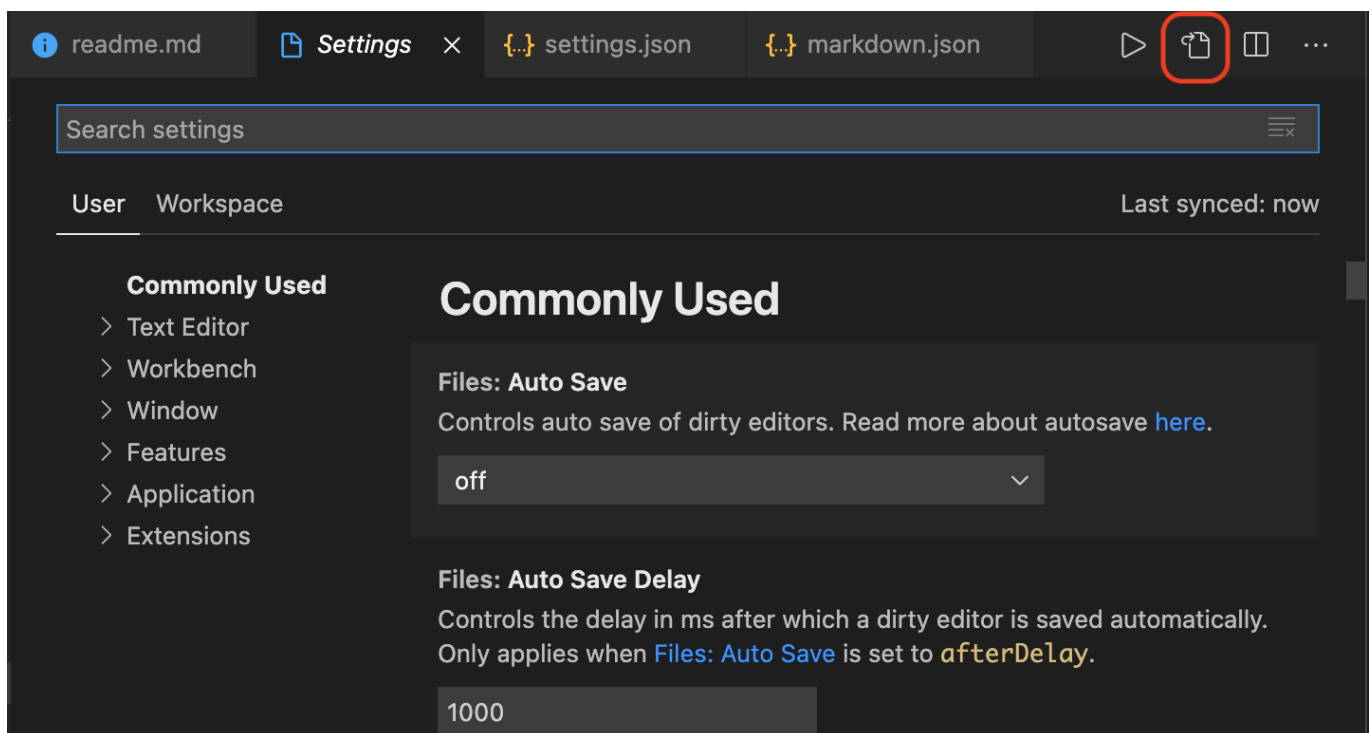 readme.md Settings {..} settings.json {..} markdown.json
Search settings
User Workspace Last synced: now
Commonly Used
Text Editor
Workbench
Window
Features
Application
Extensions
Commonly Used
Files: Auto Save
Controls auto save of dirty editors. Read more about autosave here.
off
Files: Auto Save Delay
Controls the delay in ms after which a dirty editor is saved automatically.
Only applies when Files: Auto Save is set to afterDelay.
1000